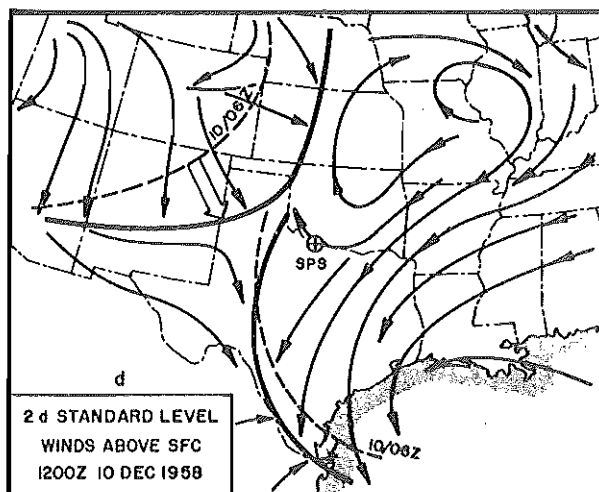 10/06Z
SPS
d
2 d STANDARD LEVEL
WINDS ABOVE SFC
1200Z 10 DEC 1958
10/06Z